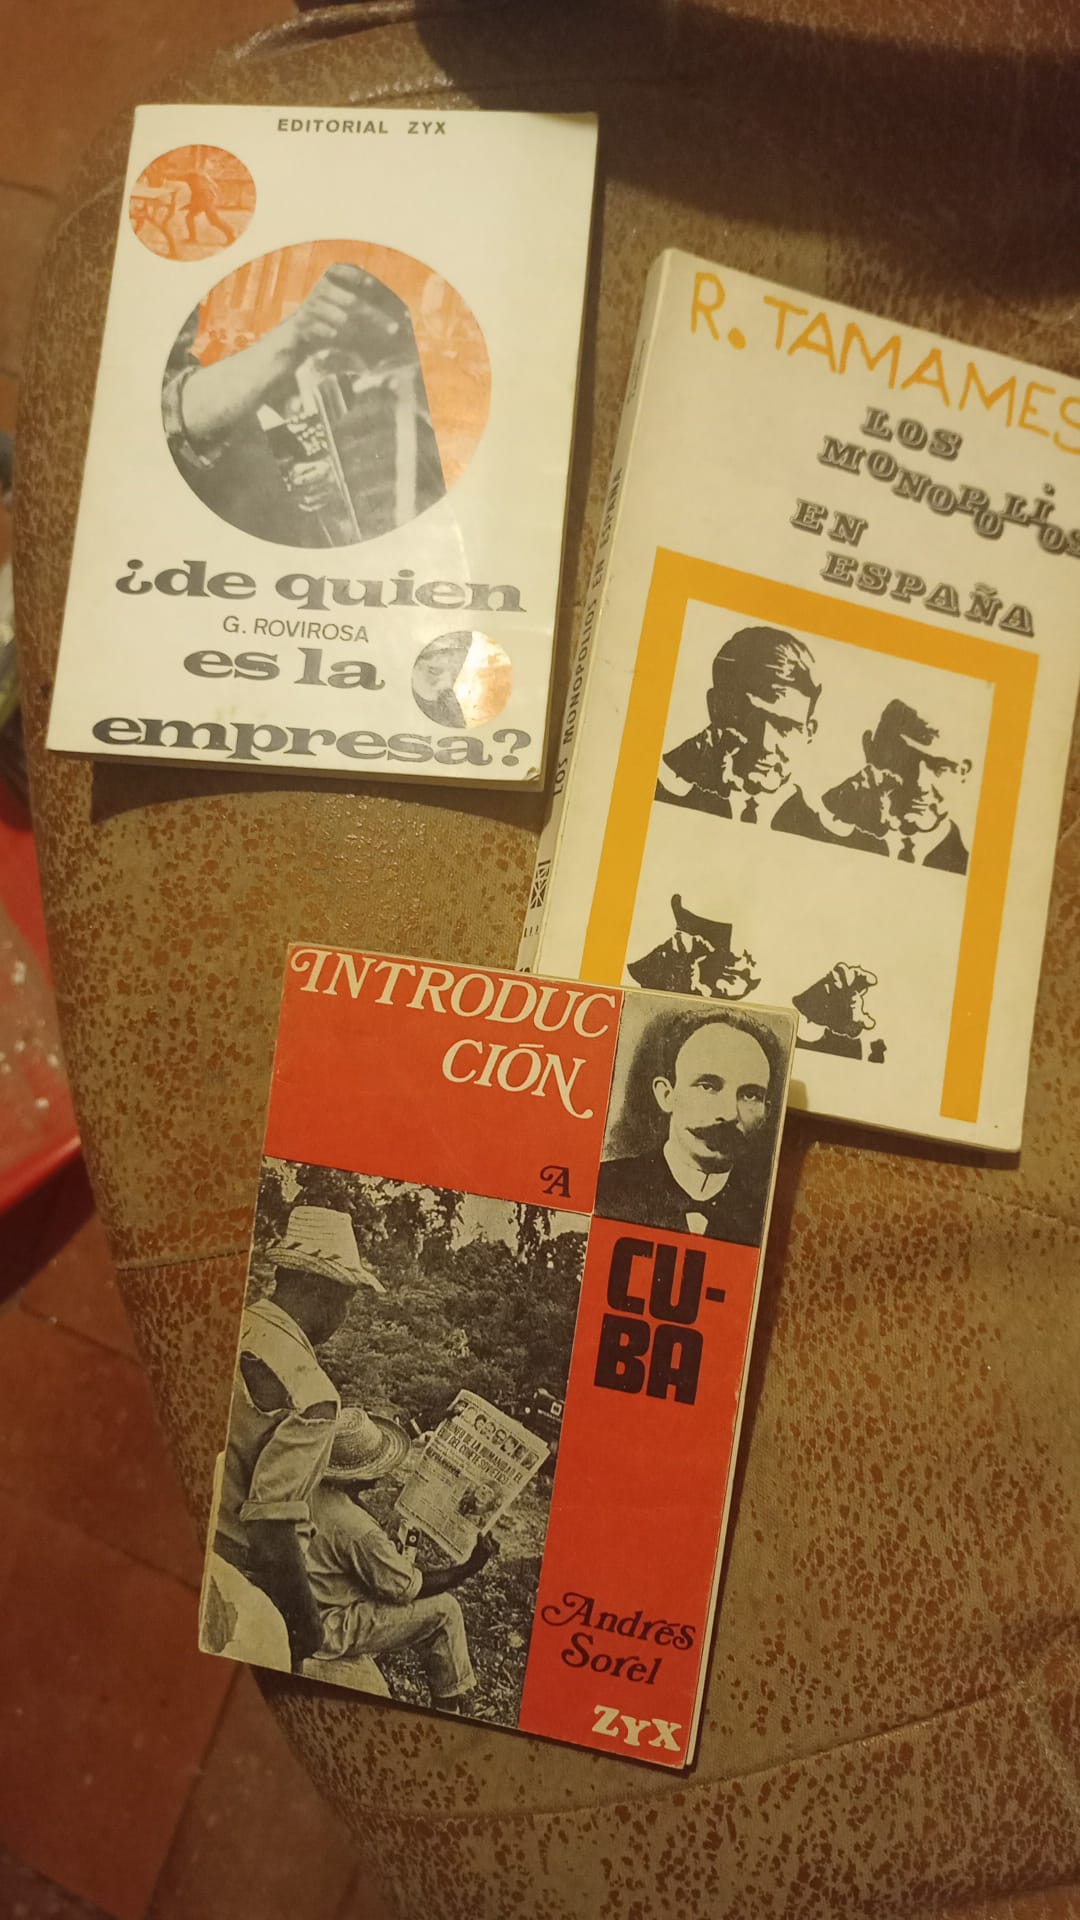 EDITORIAL ZYX
¿de quien
G. ROVIROSA
es la
empresa?
R. TAMAMES
LOS
MONOPOLIOS
EN
ESPAÑA
LOS MONOPOLIOS EN ESPAÑA
INTRODUC
CIÓN
A
CU-
BA
Andrés
Sorel
ZYX